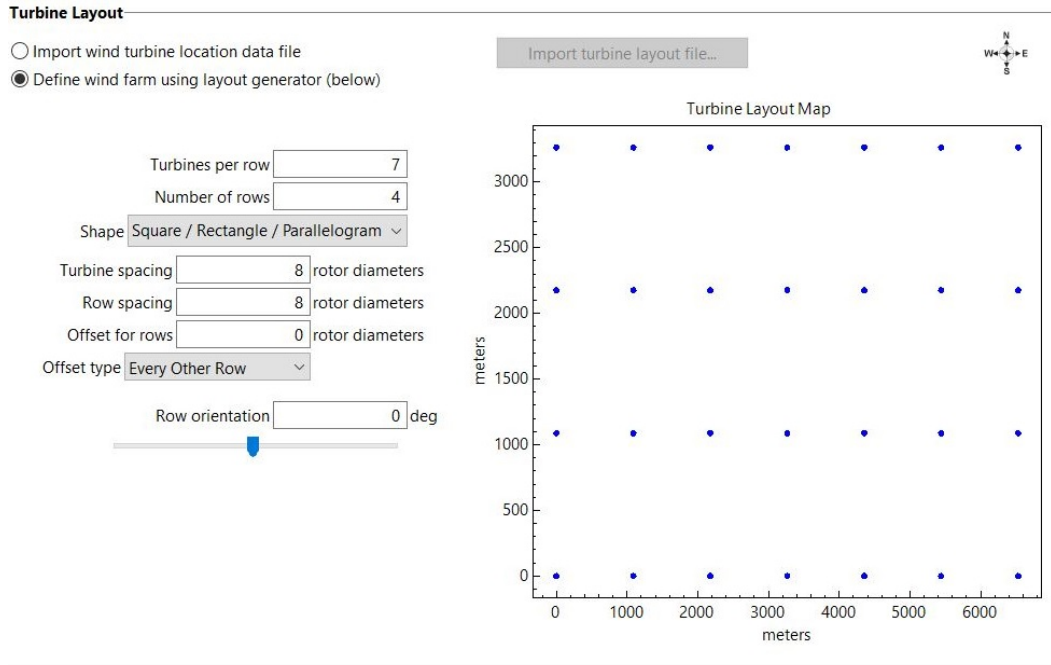 Turbine Layout
Import wind turbine location data file
Define wind farm using layout generator (below)
Import turbine layout file...
N
W E
S
Turbines per row 7
Number of rows 4
Shape Square / Rectangle / Parallelogram
Turbine spacing 8 rotor diameters
Row spacing 8 rotor diameters
Offset for rows 0 rotor diameters
Offset type Every Other Row
Row orientation 0 deg
Turbine Layout Map
meters
3000
2500
2000
1500
1000
500
0
0 1000 2000 3000 4000 5000 6000
meters